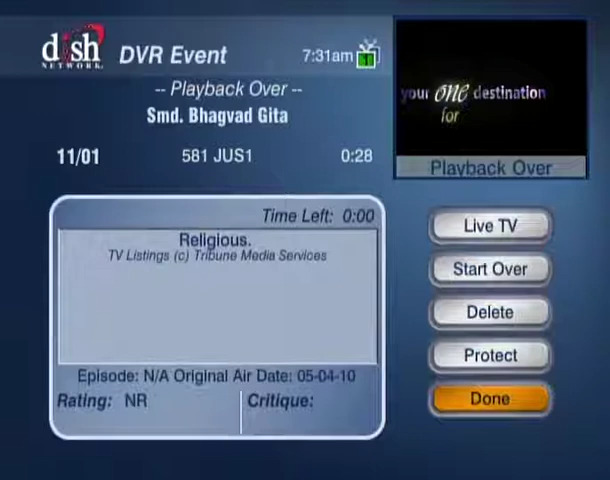 dish
NETWORK
DVR Event
7:31am
1
-- Playback Over --
Smd. Bhagvad Gita
11/01 581 JUS1 0:28
your one destination
for
Playback Over
Time Left: 0:00
Religious.
TV Listings (c) Tribune Media Services
Episode: N/A Original Air Date: 05-04-10
Rating: NR Critique:
Live TV
Start Over
Delete
Protect
Done